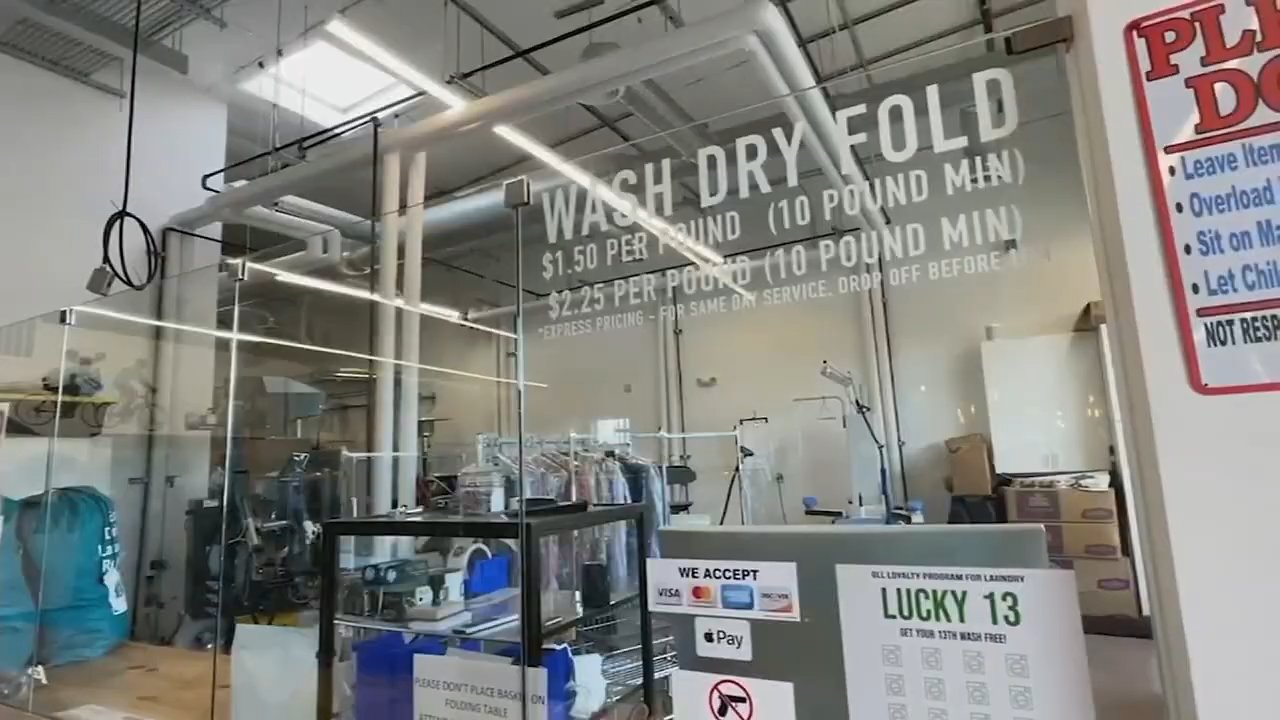 WASH DRY FOLD
$1.50 PER POUND (10 POUND MIN)
$2.25 PER POUND (10 POUND MIN)
*EXPRESS PRICING - FOR SAME DAY SERVICE. DROP OFF BEFORE
PLE
DO
• Leave Item
• Overload
• Sit on Ma
• Let Chil
NOT RESP
WE ACCEPT
VISA
DISCOVER
Pay
LOYALTY PROGRAM FOR LAUNDRY
LUCKY 13
GET YOUR 13TH WASH FREE!
PLEASE DON'T PLACE BASK ON
FOLDING TABLE